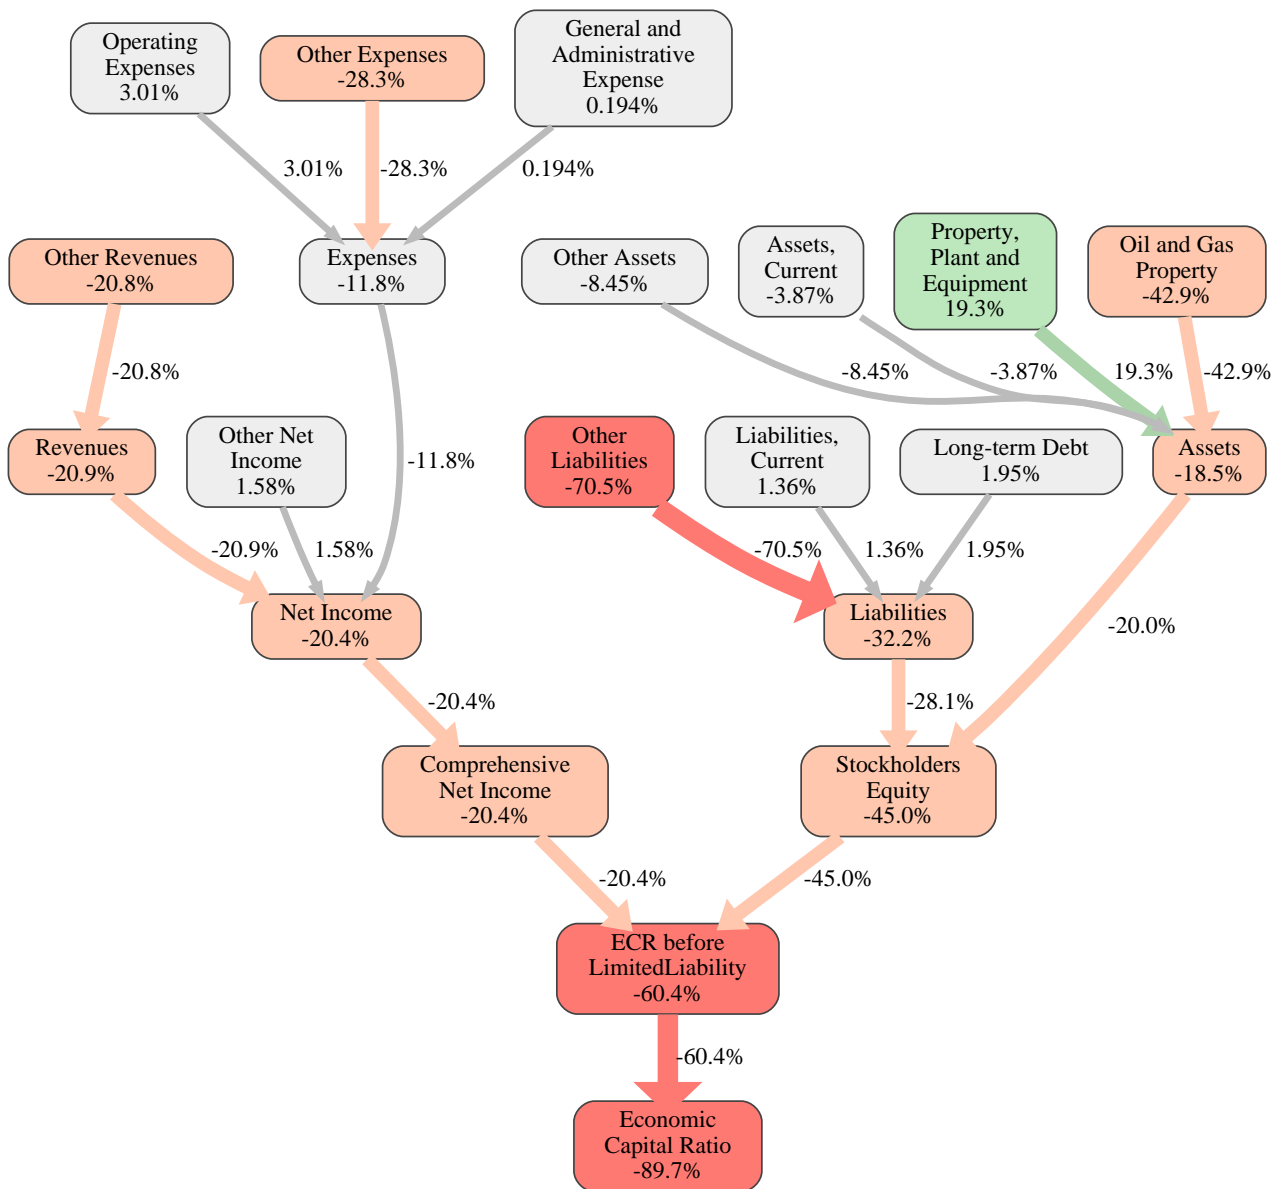 Operating
Expenses
3.01%
Other Expenses
-28.3%
General and
Administrative
Expense
0.194%
3.01%
-28.3%
0.194%
Other Revenues
-20.8%
Expenses
-11.8%
Other Assets
-8.45%
Assets,
Current
-3.87%
Property,
Plant and
Equipment
19.3%
Oil and Gas
Property
-42.9%
-20.8%
-8.45%
-3.87%
19.3%
-42.9%
Revenues
-20.9%
Other Net
Income
1.58%
-11.8%
Other
Liabilities
-70.5%
Liabilities,
Current
1.36%
Long-term Debt
1.95%
Assets
-18.5%
-20.9%
1.58%
-70.5%
1.36%
1.95%
Net Income
-20.4%
Liabilities
-32.2%
-20.0%
-20.4%
-28.1%
Comprehensive
Net Income
-20.4%
Stockholders
Equity
-45.0%
-20.4%
-45.0%
ECR before
LimitedLiability
-60.4%
-60.4%
Economic
Capital Ratio
-89.7%